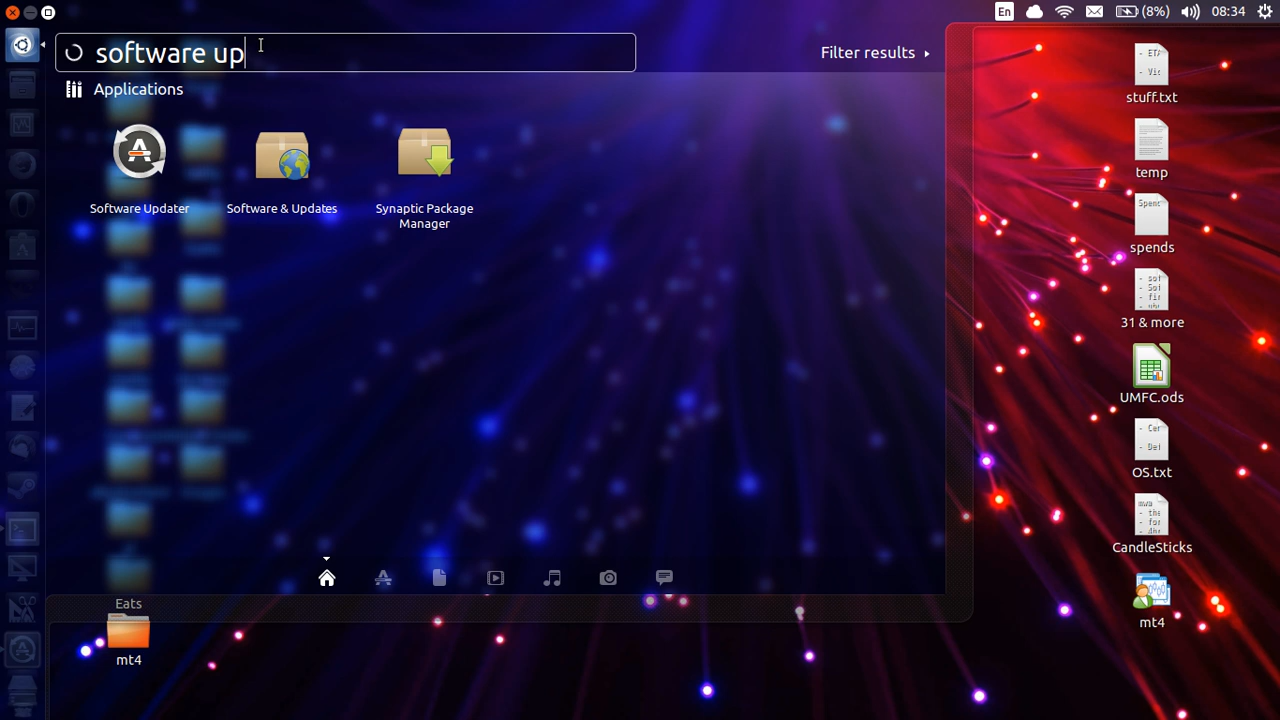 En (8%) 08:34
software up
Filter results
Applications
Software Updater
Software & Updates
Synaptic Package
Manager
stuff.txt
temp
spends
31 & more
UMFC.ods
OS.txt
CandleSticks
mt4
Eats
mt4